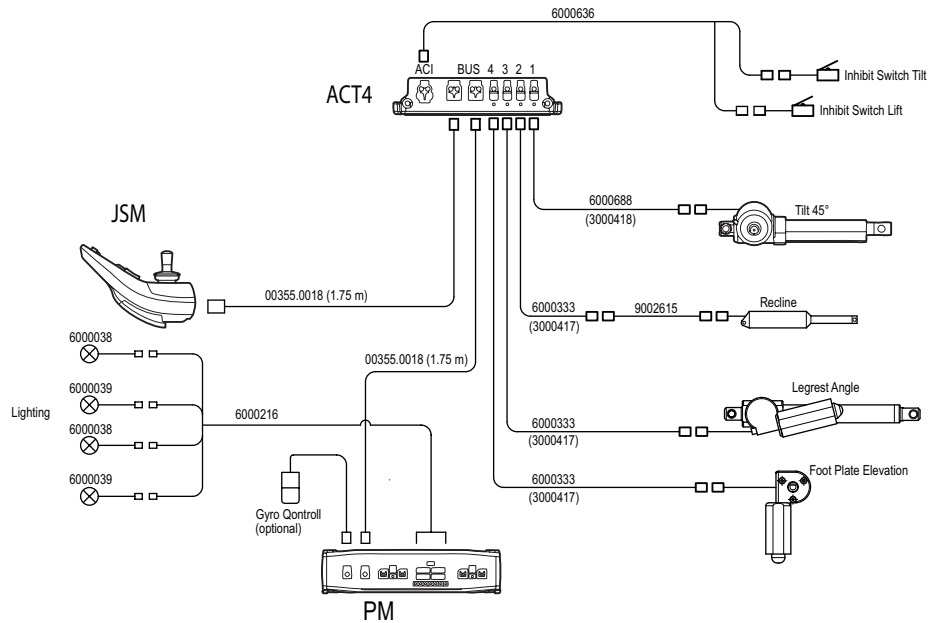 6000636
ACI BUS 4 3 2 1
ACT4
Inhibit Switch Tilt
Inhibit Switch Lift
6000688
(3000418)
Tilt 45°
JSM
00355.0018 (1.75 m)
6000333
(3000417)
9002615
Recline
6000038
00355.0018 (1.75 m)
6000039
Lighting
6000216
6000038
6000039
Legrest Angle
6000333
(3000417)
Foot Plate Elevation
6000333
(3000417)
Gyro Qontroll
(optional)
PM